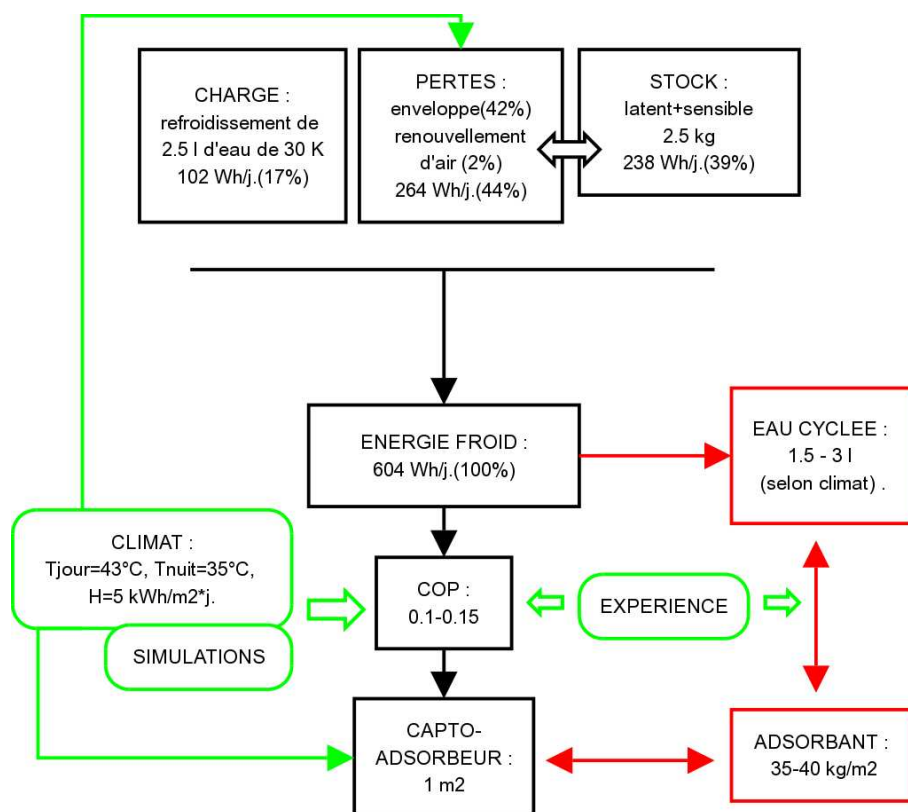 CHARGE :
refroidissement de
2.5 l d'eau de 30 K
102 Wh/j.(17%)
PERTES :
enveloppe(42%)
renouvellement
d'air (2%)
264 Wh/j.(44%)
STOCK :
latent+sensible
2.5 kg
238 Wh/j.(39%)
ENERGIE FROID :
604 Wh/j.(100%)
EAU CYCLEE :
1.5 - 3 l
(selon climat) .
CLIMAT :
Tjour=43°C, Tnuit=35°C,
H=5 kWh/m2*j.
SIMULATIONS
COP :
0.1-0.15
EXPERIENCE
CAPTO-
ADSORBEUR :
1 m2
ADSORBANT :
35-40 kg/m2